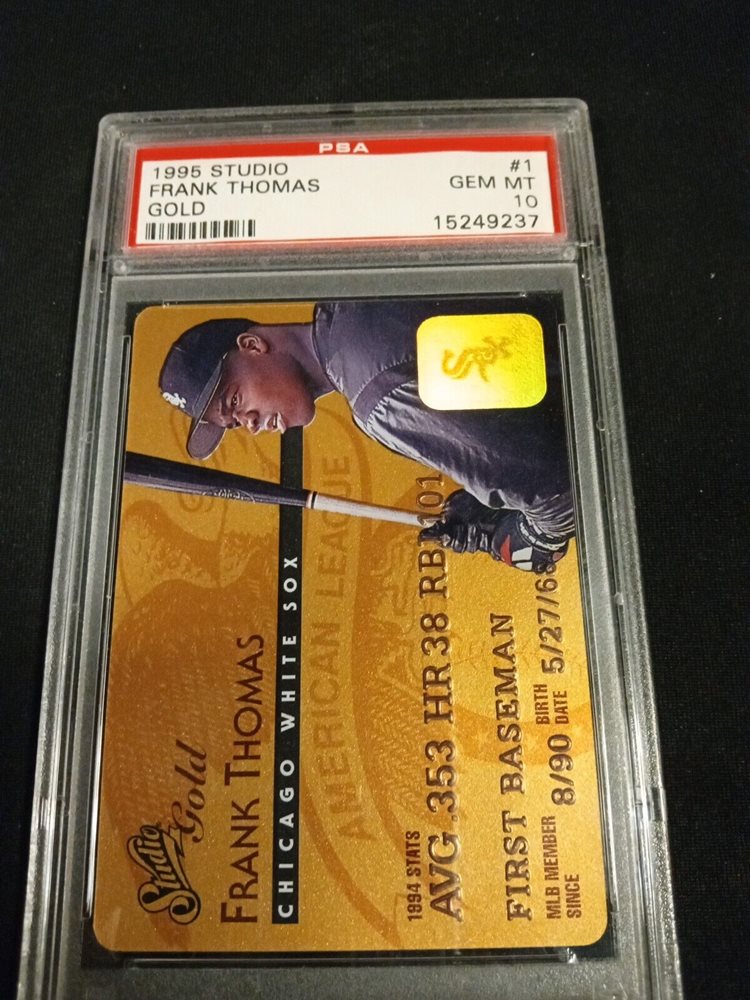 PSA
1995 STUDIO #1
FRANK THOMAS GEM MT
GOLD 10
15249237
Sox
Studio
Gold
FRANK THOMAS
CHICAGO WHITE SOX
AMERICAN LEAGUE
1994 STATS
AVG .353 HR 38 RBI 101
FIRST BASEMAN
MLB MEMBER SINCE 8/90 BIRTH DATE 5/27/68